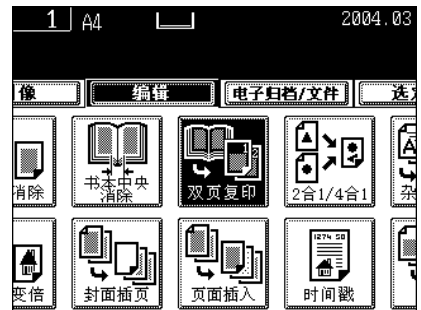 1 A4 2004.03
像 编辑 电子归档/文件 选
消除 书本中央 双页复印 2合1/4合1 杂
消除
变倍 封面插页 页面插入 1274 50 时间戳